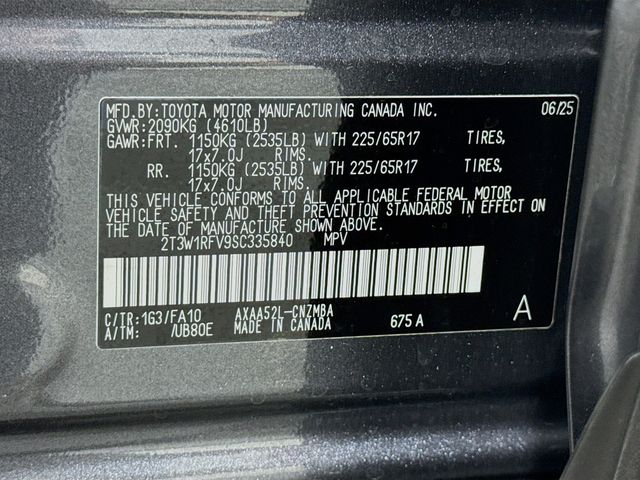 MFD.BY: TOYOTA MOTOR MANUFACTURING CANADA INC. 06/25
GVWR: 2090KG (4610LB)
GAWR: FRT. 1150KG (2535LB) WITH 225/65R17 TIRES,
17x7.0J RIMS.
RR. 1150KG (2535LB) WITH 225/65R17 TIRES,
17x7.0J RIMS.
THIS VEHICLE CONFORMS TO ALL APPLICABLE FEDERAL MOTOR
VEHICLE SAFETY AND THEFT PREVENTION STANDARDS IN EFFECT ON
THE DATE OF MANUFACTURE SHOWN ABOVE.
2T3W1RFV9SC335840 MPV
C/TR: 1G3/FA10 AXAA52L-CNZMBA A
A/TM: /UB80E MADE IN CANADA 675 A